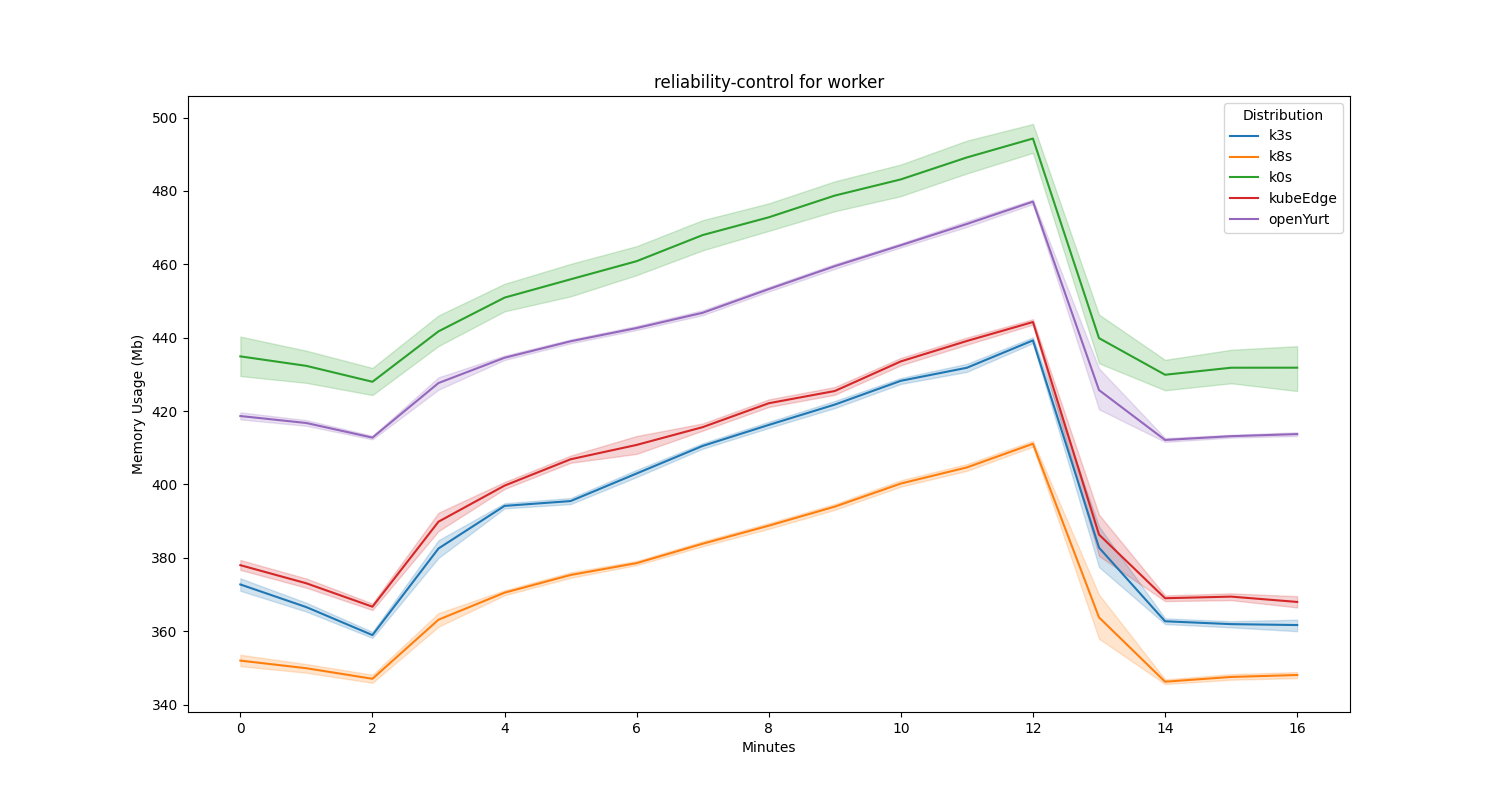 reliability-control for worker
500
480
460
440
420
400
380
360
340
Memory Usage (Mb)
Distribution
k3s
k8s
k0s
kubeEdge
openYurt
0 2 4 6 8 10 12 14 16
Minutes